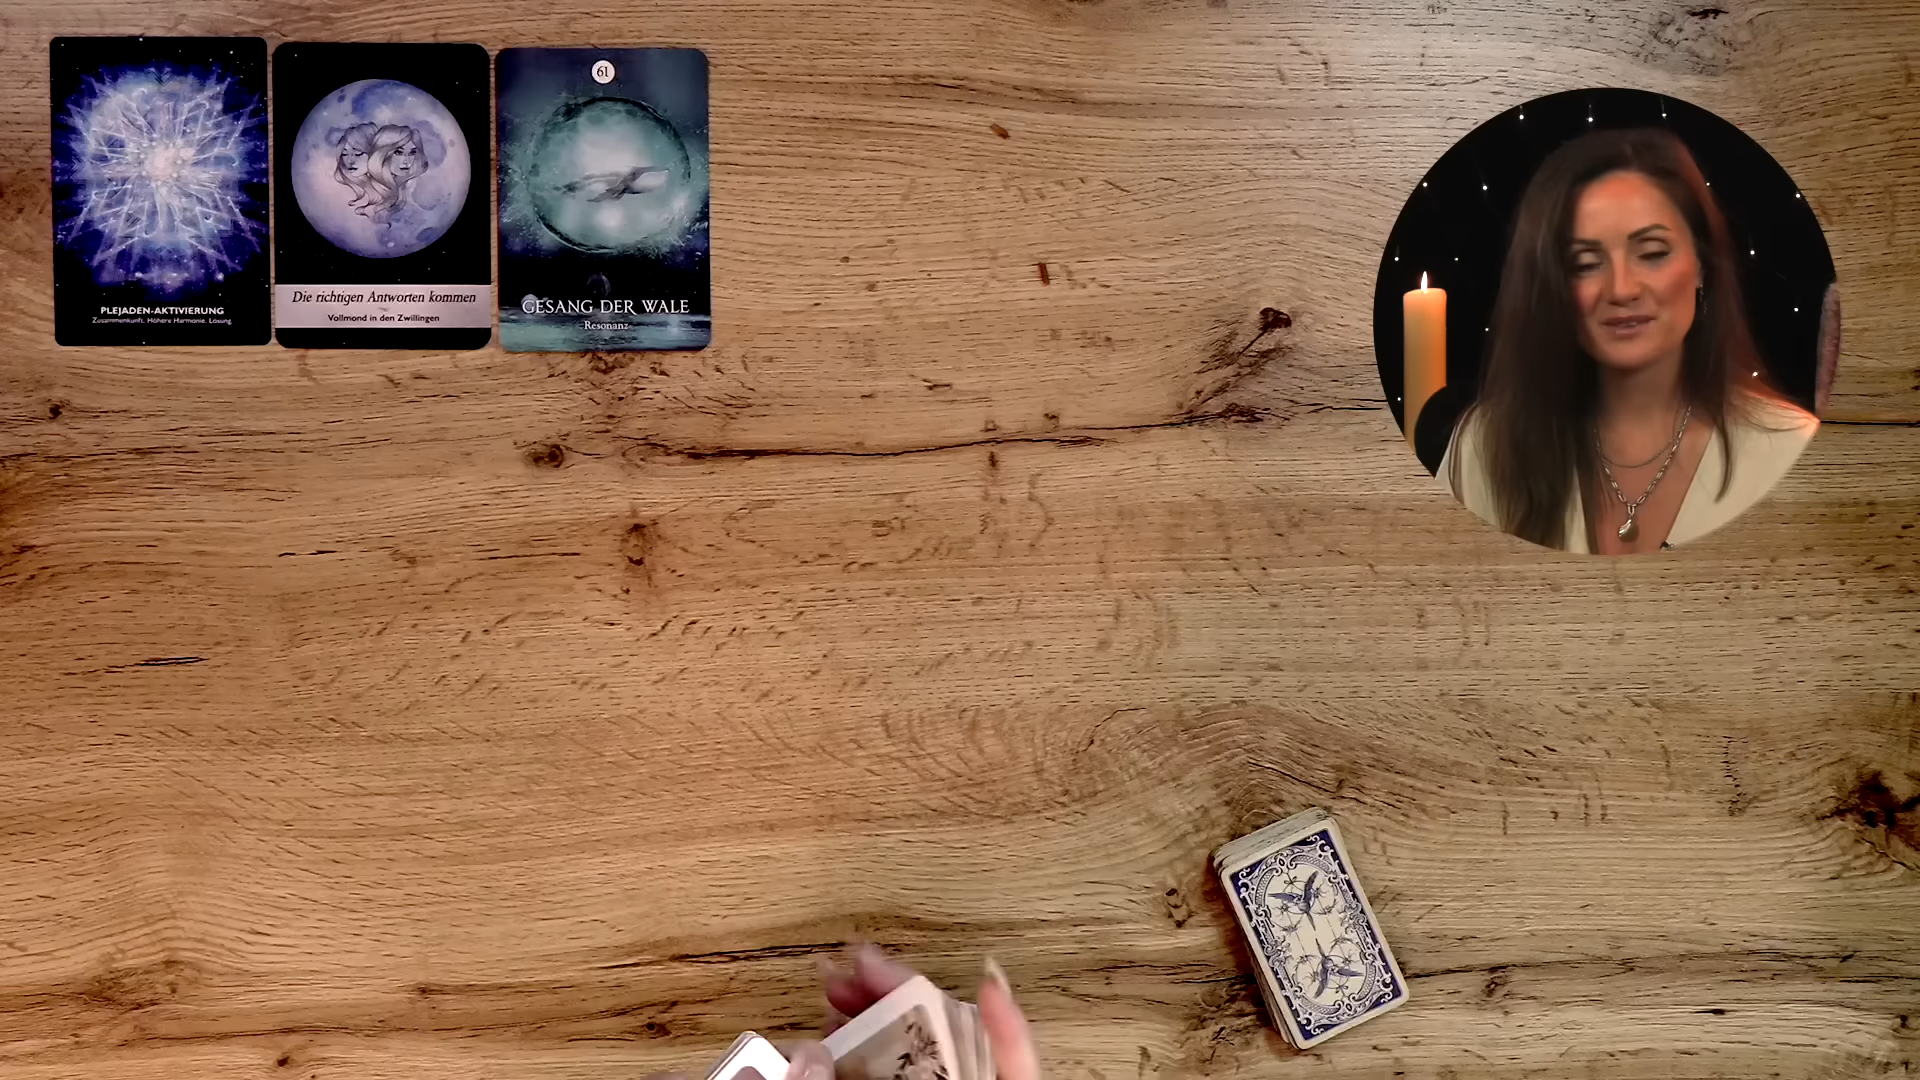 PLEJADEN-AKTIVIERUNG
Zusammenkunft. Höhere Harmonie. Lösung.
Die richtigen Antworten kommen
Vollmond in den Zwillingen
61
GESANG DER WALE
Resonanz